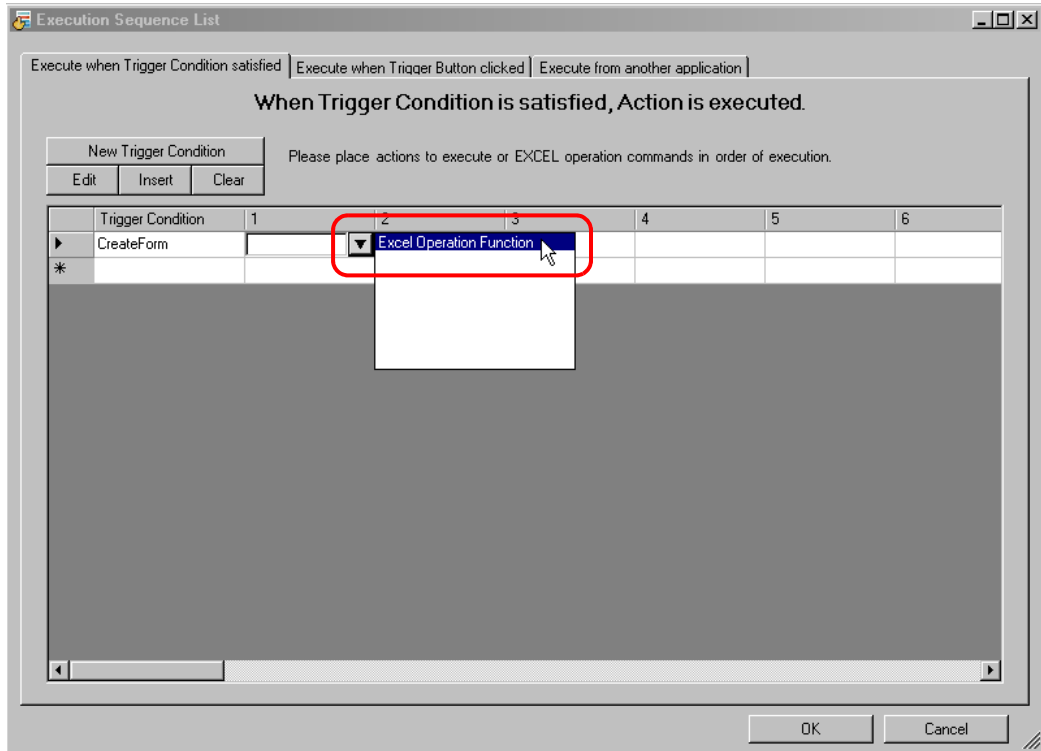 Execution Sequence List
Execute when Trigger Condition satisfied Execute when Trigger Button clicked Execute from another application
When Trigger Condition is satisfied, Action is executed.
New Trigger Condition
Please place actions to execute or EXCEL operation commands in order of execution.
Edit Insert Clear
Trigger Condition 1 2 3 4 5 6
CreateForm Excel Operation Function
OK Cancel